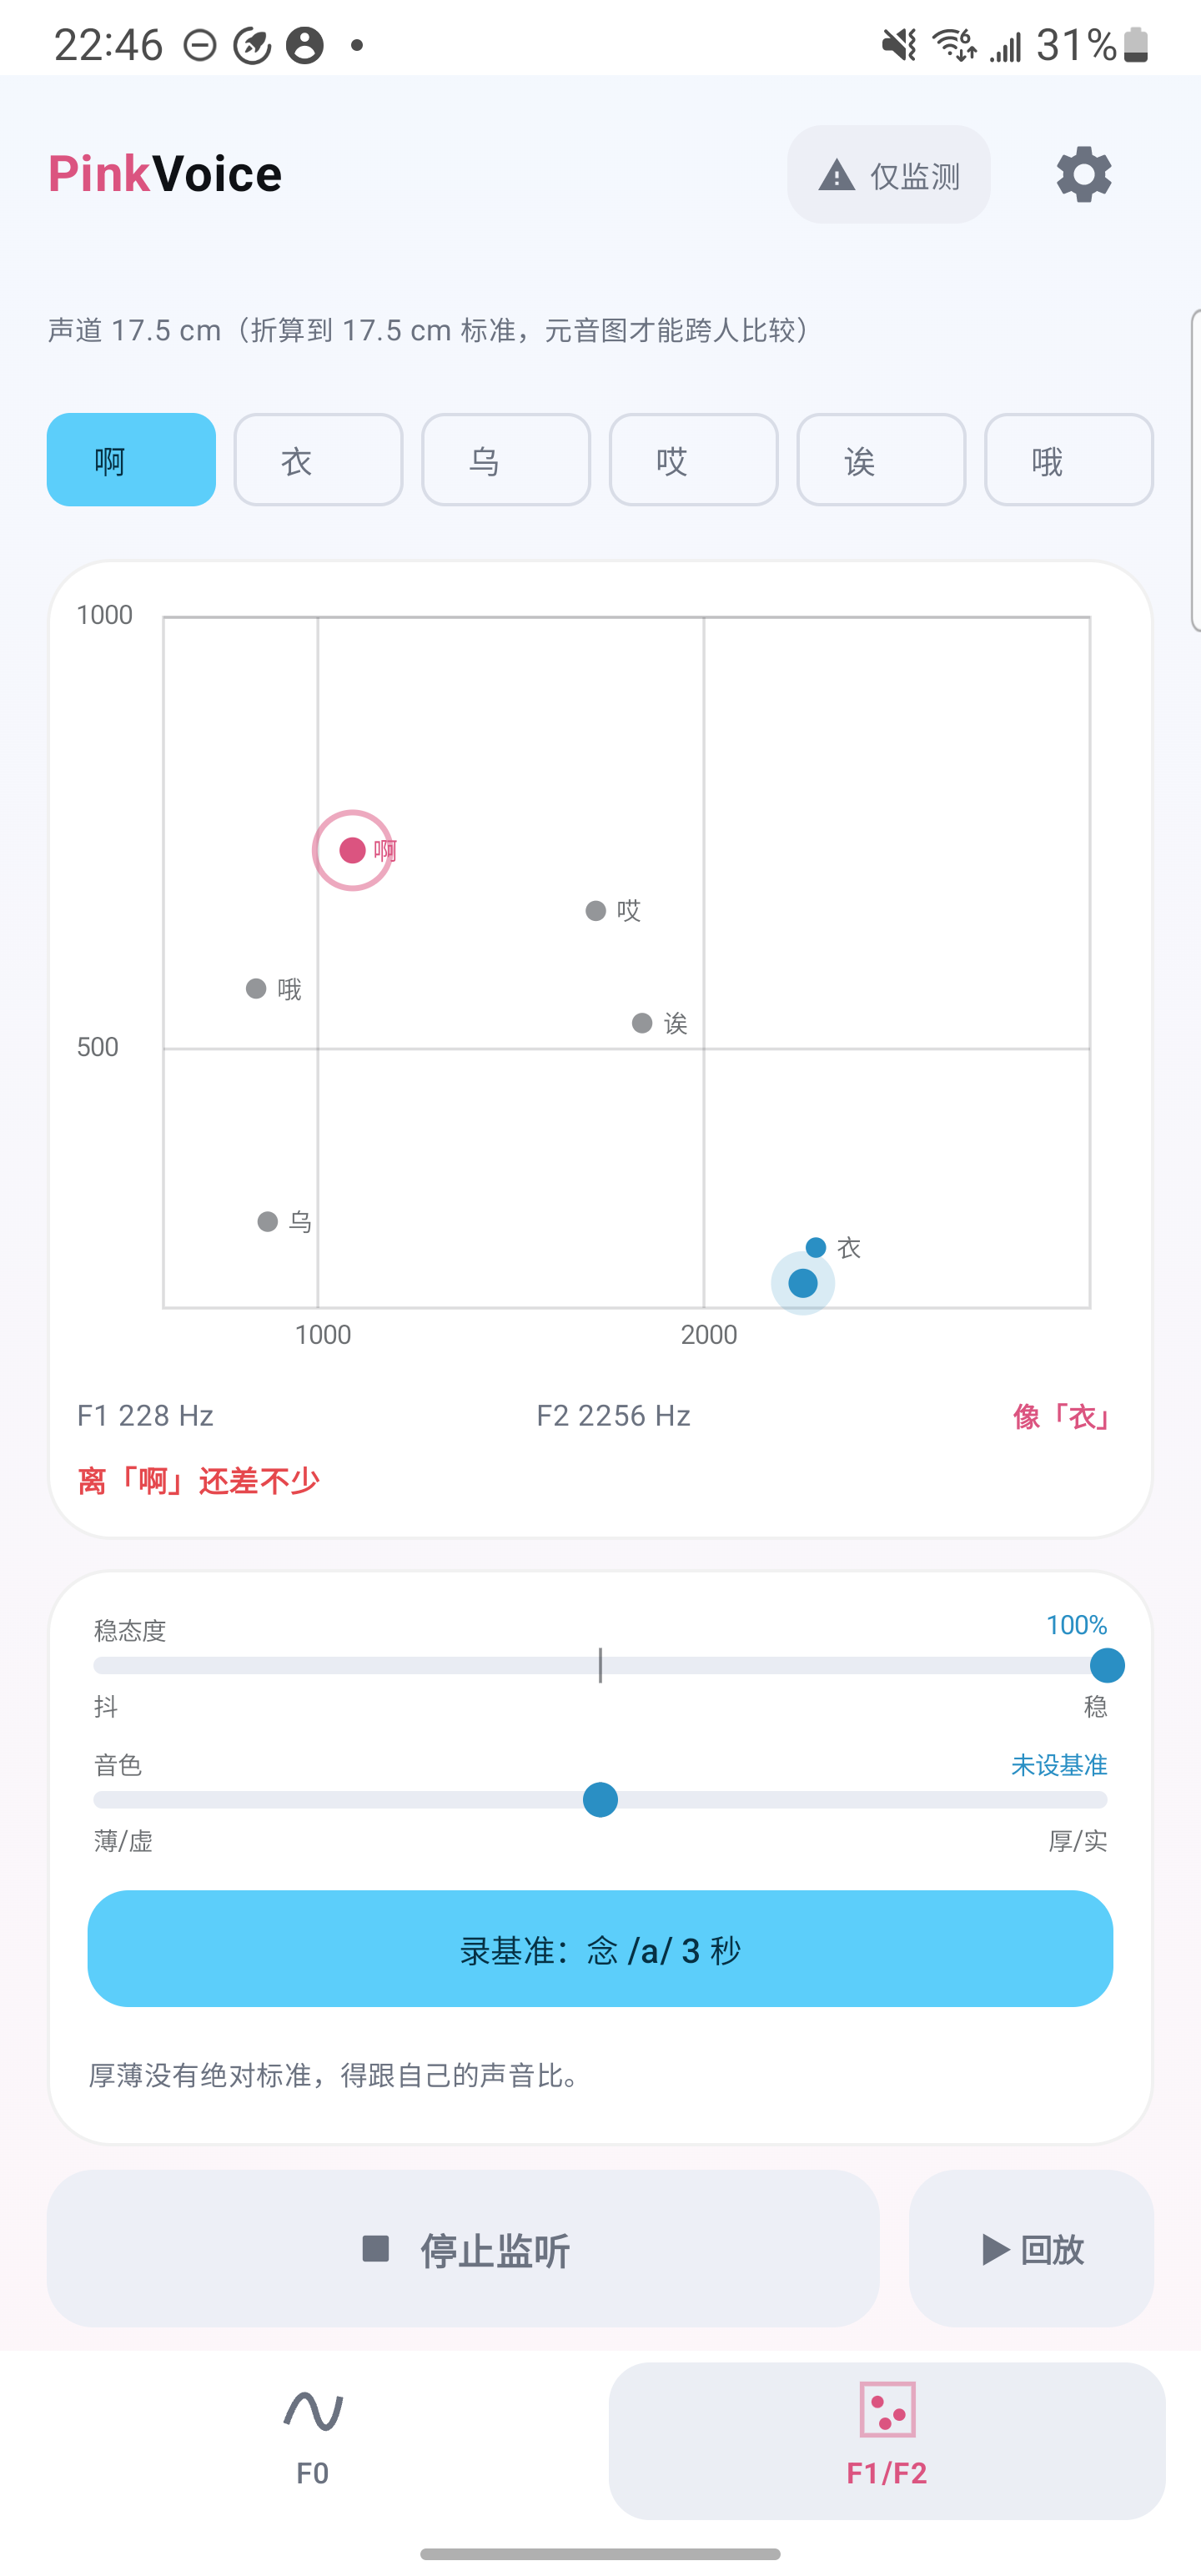 22:46
6
31%
PinkVoice
仅监测
声道 17.5 cm（折算到 17.5 cm 标准，元音图才能跨人比较）
啊 衣 乌 哎 诶 哦
1000
啊
哎
哦
诶
500
乌
衣
1000 2000
F1 228 Hz F2 2256 Hz 像「衣」
离「啊」还差不少
稳态度 100%
抖 稳
音色 未设基准
薄/虚 厚/实
录基准：念 /a/ 3 秒
厚薄没有绝对标准，得跟自己的声音比。
停止监听 回放
F0 F1/F2